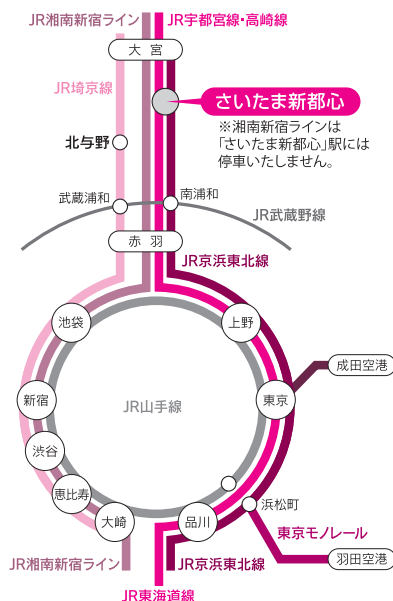 JR湘南新宿ライン
JR宇都宮線・高崎線
大宮
JR埼京線
さいたま新都心
※湘南新宿ラインは
「さいたま新都心」駅には
停車いたしません。
北与野
武蔵浦和
南浦和
JR武蔵野線
赤羽
JR京浜東北線
池袋
上野
成田空港
新宿
JR山手線
東京
渋谷
恵比寿
大崎
品川
浜松町
東京モノレール
JR湘南新宿ライン
JR京浜東北線
羽田空港
JR東海道線